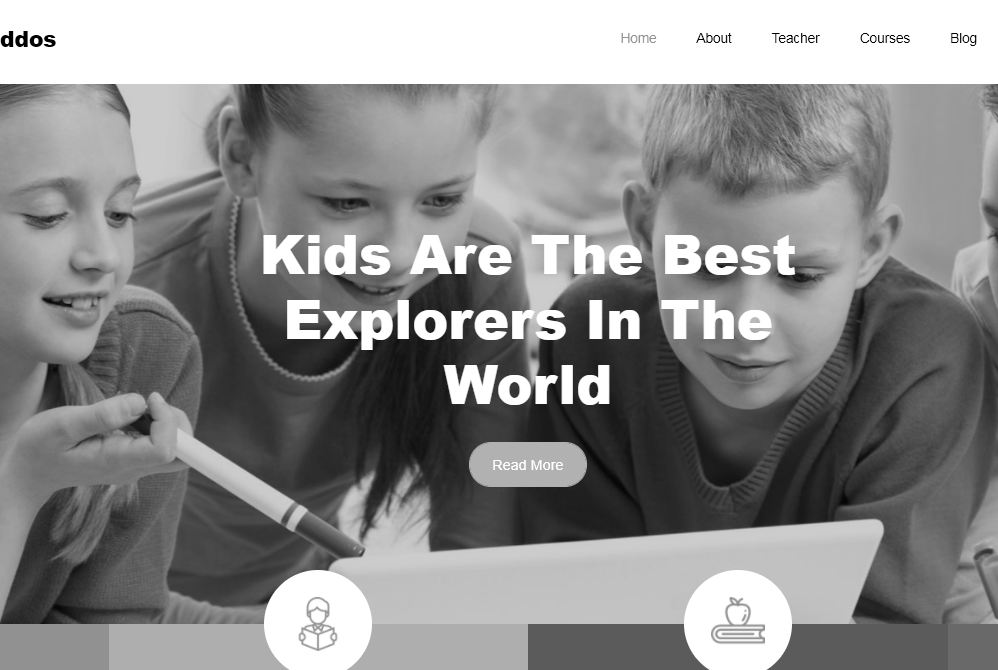 ddos
Home About Teacher Courses Blog
Kids Are The Best
Explorers In The
World
Read More